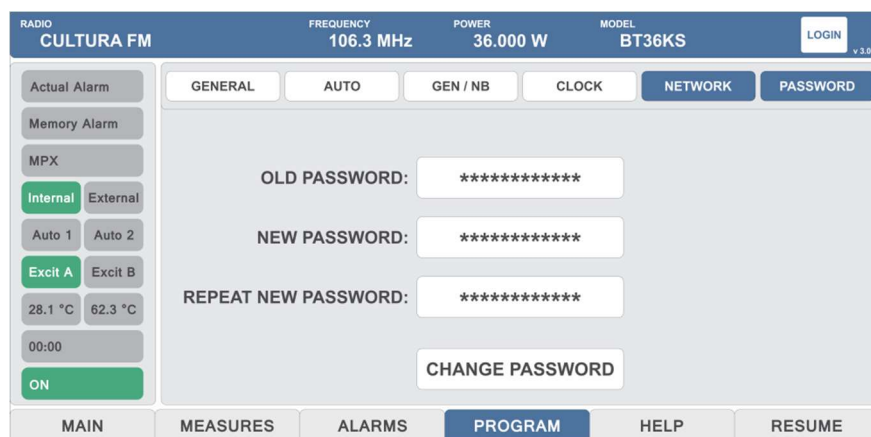 RADIO FREQUENCY POWER MODEL
CULTURA FM 106.3 MHz 36.000 W BT36KS LOGIN v 3.0
Actual Alarm
Memory Alarm
MPX
Internal External
Auto 1 Auto 2
Excit A Excit B
28.1 °C 62.3 °C
00:00
ON
GENERAL AUTO GEN / NB CLOCK NETWORK PASSWORD
OLD PASSWORD: ************
NEW PASSWORD: ************
REPEAT NEW PASSWORD: ************
CHANGE PASSWORD
MAIN MEASURES ALARMS PROGRAM HELP RESUME